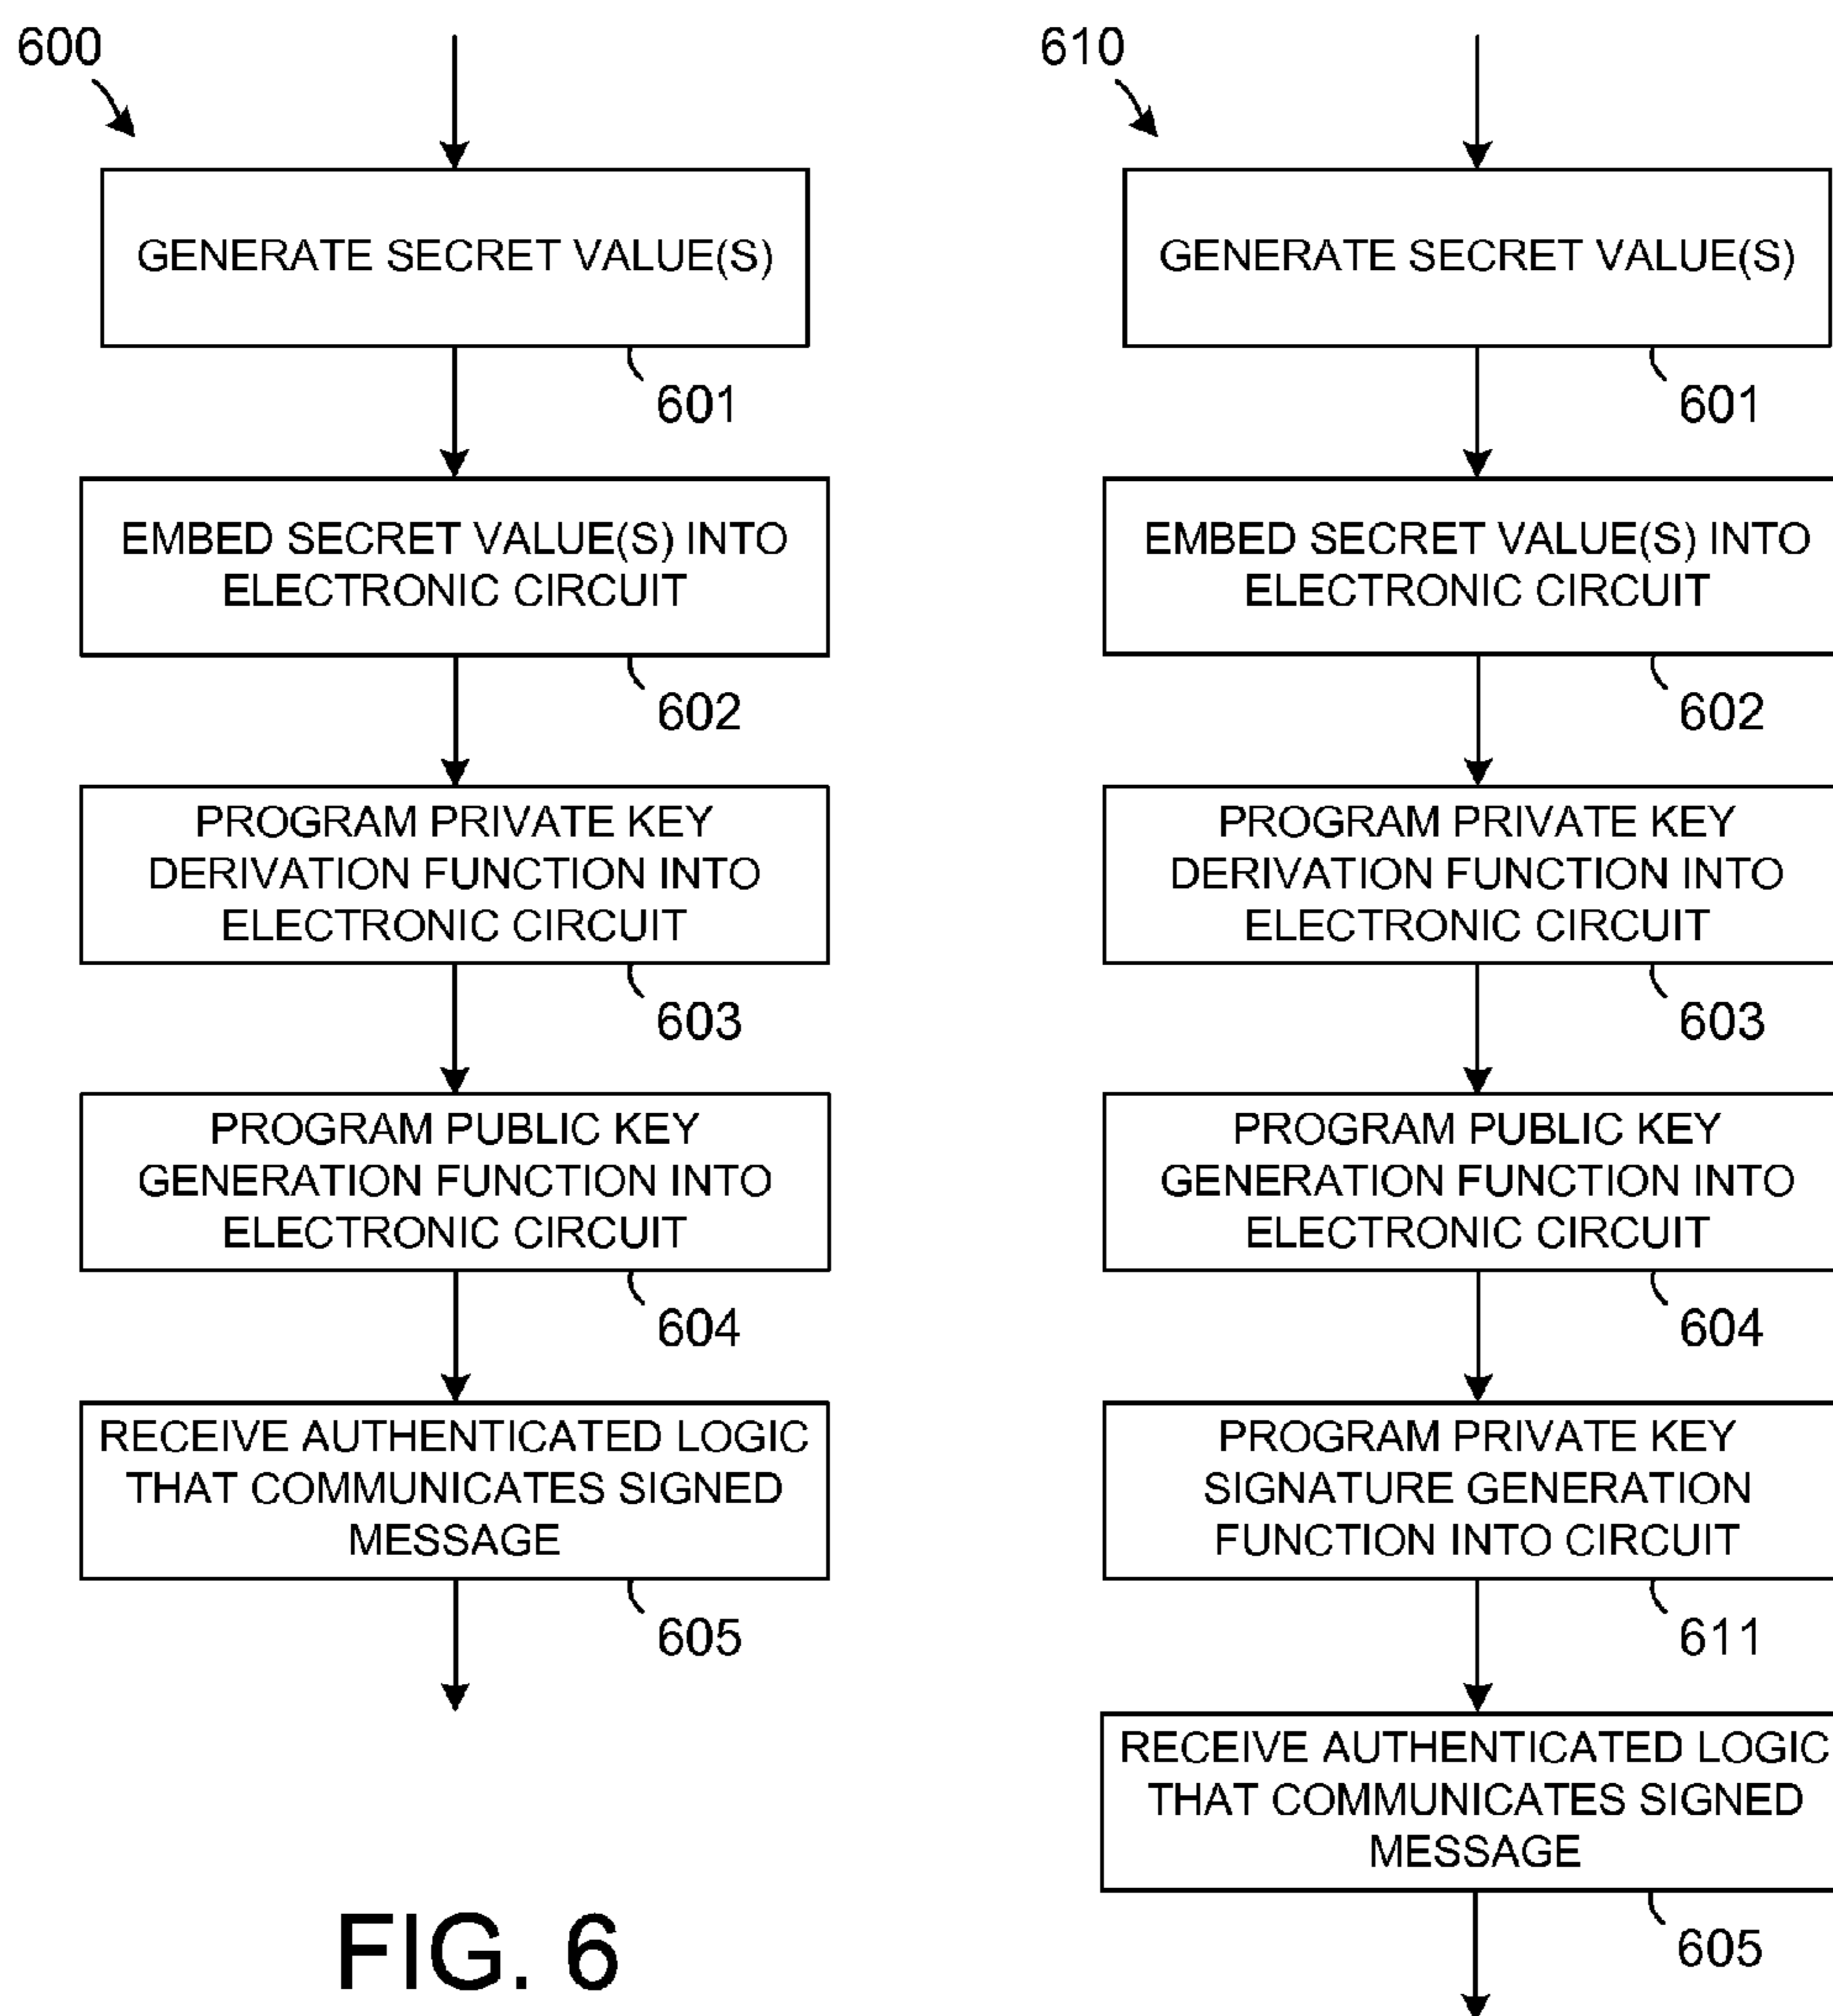 600
GENERATE SECRET VALUE(S)
601
EMBED SECRET VALUE(S) INTO
ELECTRONIC CIRCUIT
602
PROGRAM PRIVATE KEY
DERIVATION FUNCTION INTO
ELECTRONIC CIRCUIT
603
PROGRAM PUBLIC KEY
GENERATION FUNCTION INTO
ELECTRONIC CIRCUIT
604
RECEIVE AUTHENTICATED LOGIC
THAT COMMUNICATES SIGNED
MESSAGE
605
FIG. 6
610
GENERATE SECRET VALUE(S)
601
EMBED SECRET VALUE(S) INTO
ELECTRONIC CIRCUIT
602
PROGRAM PRIVATE KEY
DERIVATION FUNCTION INTO
ELECTRONIC CIRCUIT
603
PROGRAM PUBLIC KEY
GENERATION FUNCTION INTO
ELECTRONIC CIRCUIT
604
PROGRAM PRIVATE KEY
SIGNATURE GENERATION
FUNCTION INTO CIRCUIT
611
RECEIVE AUTHENTICATED LOGIC
THAT COMMUNICATES SIGNED
MESSAGE
605